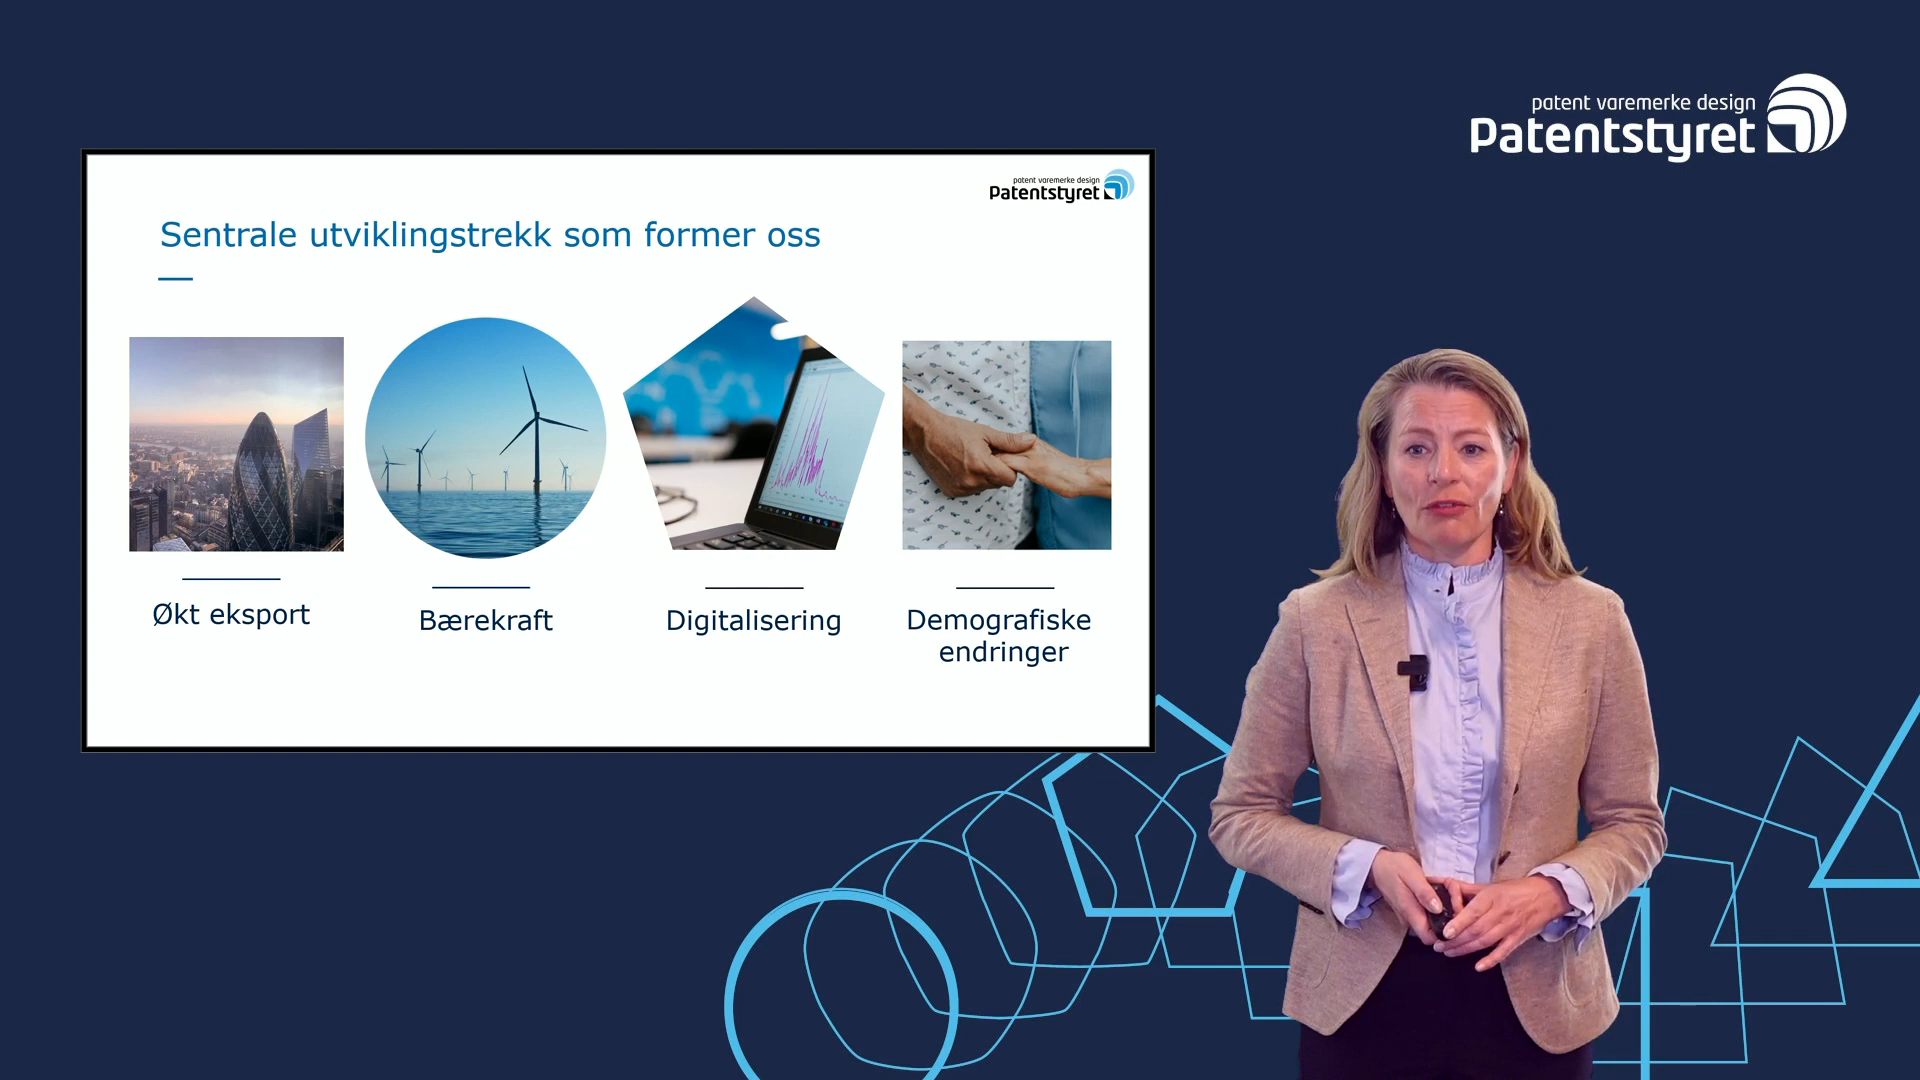 patent varemerke design
Patentstyret
patent varemerke design
Patentstyret
Sentrale utviklingstrekk som former oss
Økt eksport
Bærekraft
Digitalisering
Demografiske
endringer